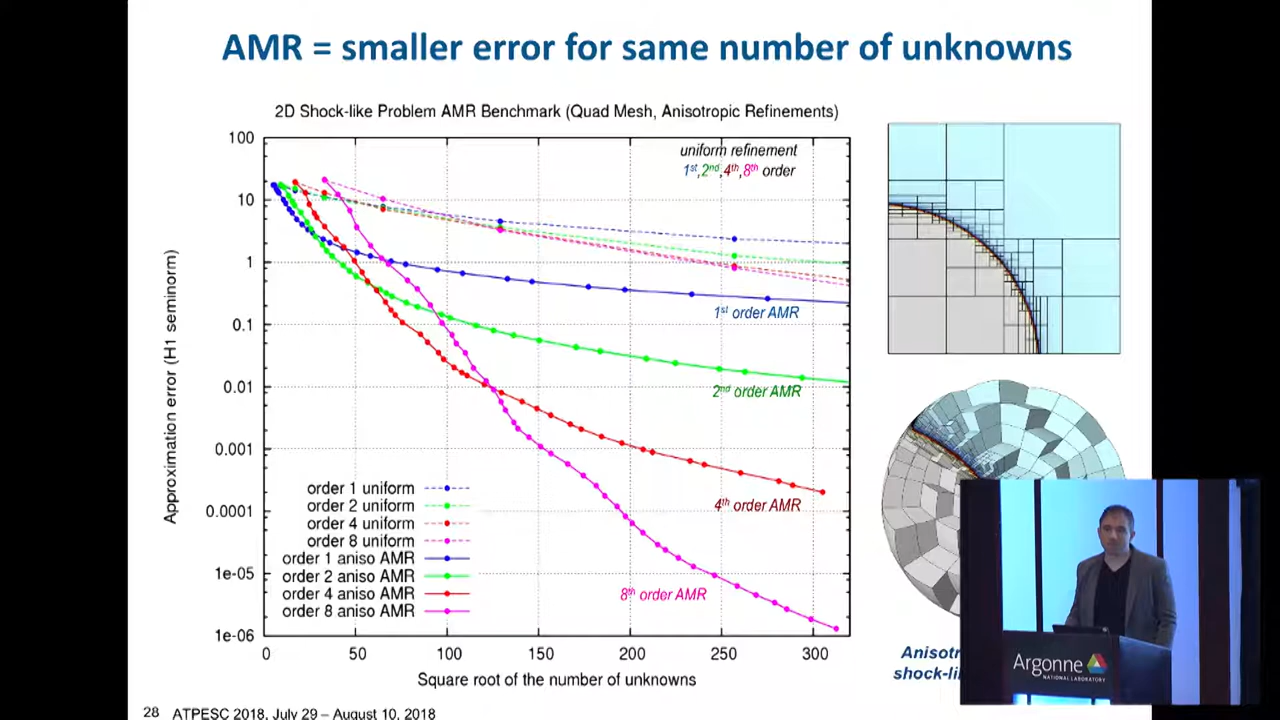 AMR = smaller error for same number of unknowns
2D Shock-like Problem AMR Benchmark (Quad Mesh, Anisotropic Refinements)
uniform refinement
1st,2nd,4th,8th order
100
10
1
0.1
0.01
0.001
0.0001
1e-05
1e-06
Approximation error (H1 seminorm)
1st order AMR
2nd order AMR
4th order AMR
8th order AMR
order 1 uniform
order 2 uniform
order 4 uniform
order 8 uniform
order 1 aniso AMR
order 2 aniso AMR
order 4 aniso AMR
order 8 aniso AMR
0 50 100 150 200 250 300
Square root of the number of unknowns
Anisot
shock-li
Argonne
NATIONAL LABORATORY
28 ATPESC 2018, July 29 – August 10, 2018